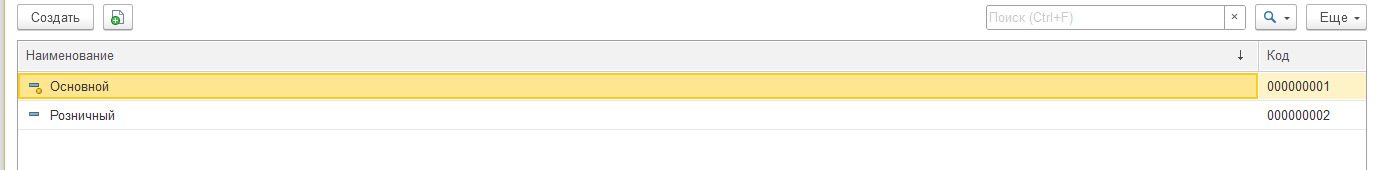 Создать Поиск (Ctrl+F) × Еще
Наименование ↓ Код
Основной 000000001
Розничный 000000002